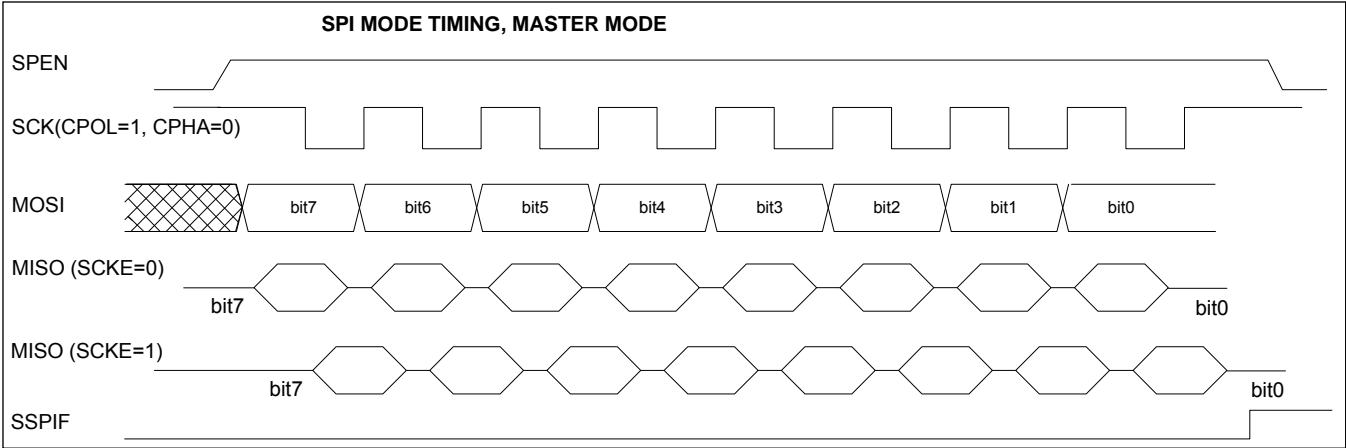 SPI MODE TIMING, MASTER MODE
SPEN
SCK(CPOL=1, CPHA=0)
MOSI bit7 bit6 bit5 bit4 bit3 bit2 bit1 bit0
MISO (SCKE=0)
bit7 bit0
MISO (SCKE=1)
bit7 bit0
SSPIF